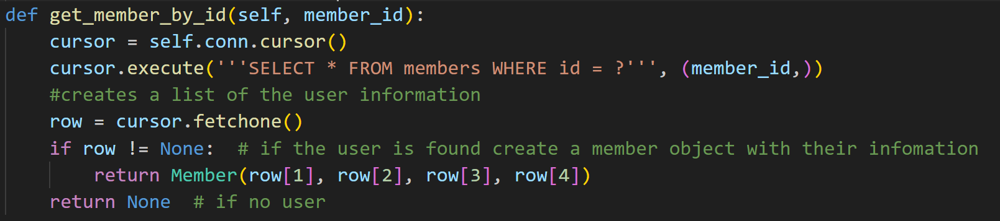 def get_member_by_id(self, member_id):
    cursor = self.conn.cursor()
    cursor.execute('''SELECT * FROM members WHERE id = ?''', (member_id,))
    #creates a list of the user information
    row = cursor.fetchone()
    if row != None:  # if the user is found create a member object with their infomation
        return Member(row[1], row[2], row[3], row[4])
    return None  # if no user